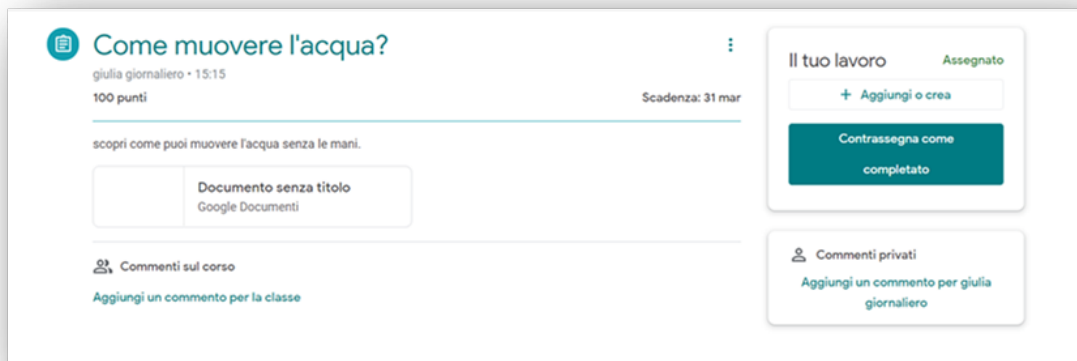 Come muovere l'acqua?
giulia giornaliero • 15:15
100 punti
Scadenza: 31 mar
scopri come puoi muovere l'acqua senza le mani.
Documento senza titolo
Google Documenti
Commenti sul corso
Aggiungi un commento per la classe
Il tuo lavoro
Assegnato
+ Aggiungi o crea
Contrassegna come
completato
Commenti privati
Aggiungi un commento per giulia
giornaliero